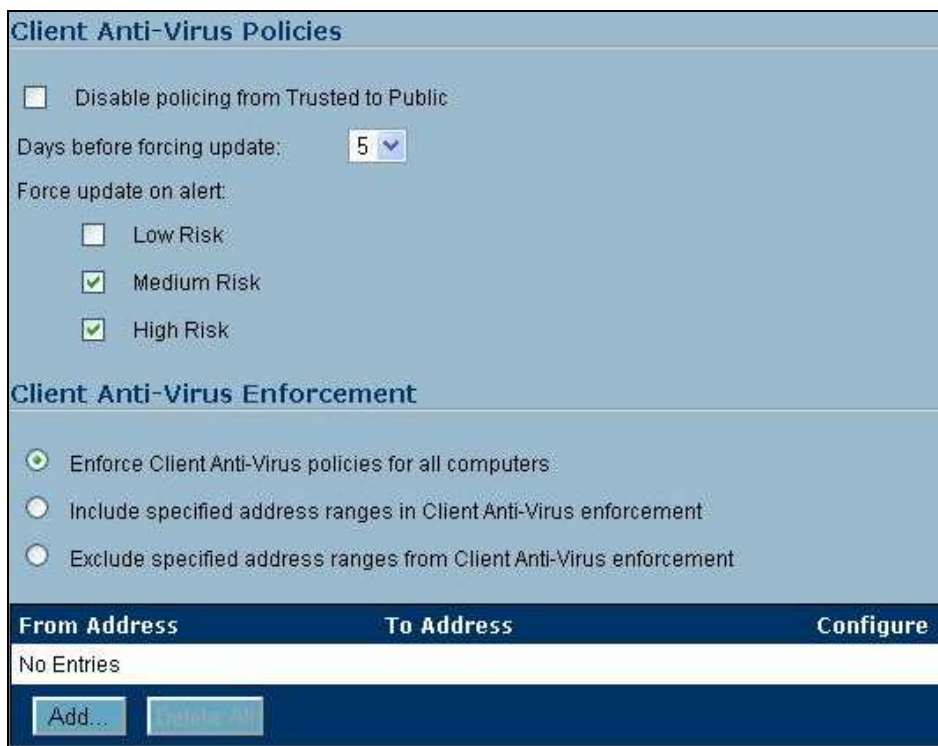 Client Anti-Virus Policies
Disable policing from Trusted to Public
Days before forcing update: 5
Force update on alert:
Low Risk
Medium Risk
High Risk
Client Anti-Virus Enforcement
Enforce Client Anti-Virus policies for all computers
Include specified address ranges in Client Anti-Virus enforcement
Exclude specified address ranges from Client Anti-Virus enforcement
From Address To Address Configure
No Entries
Add... Delete All